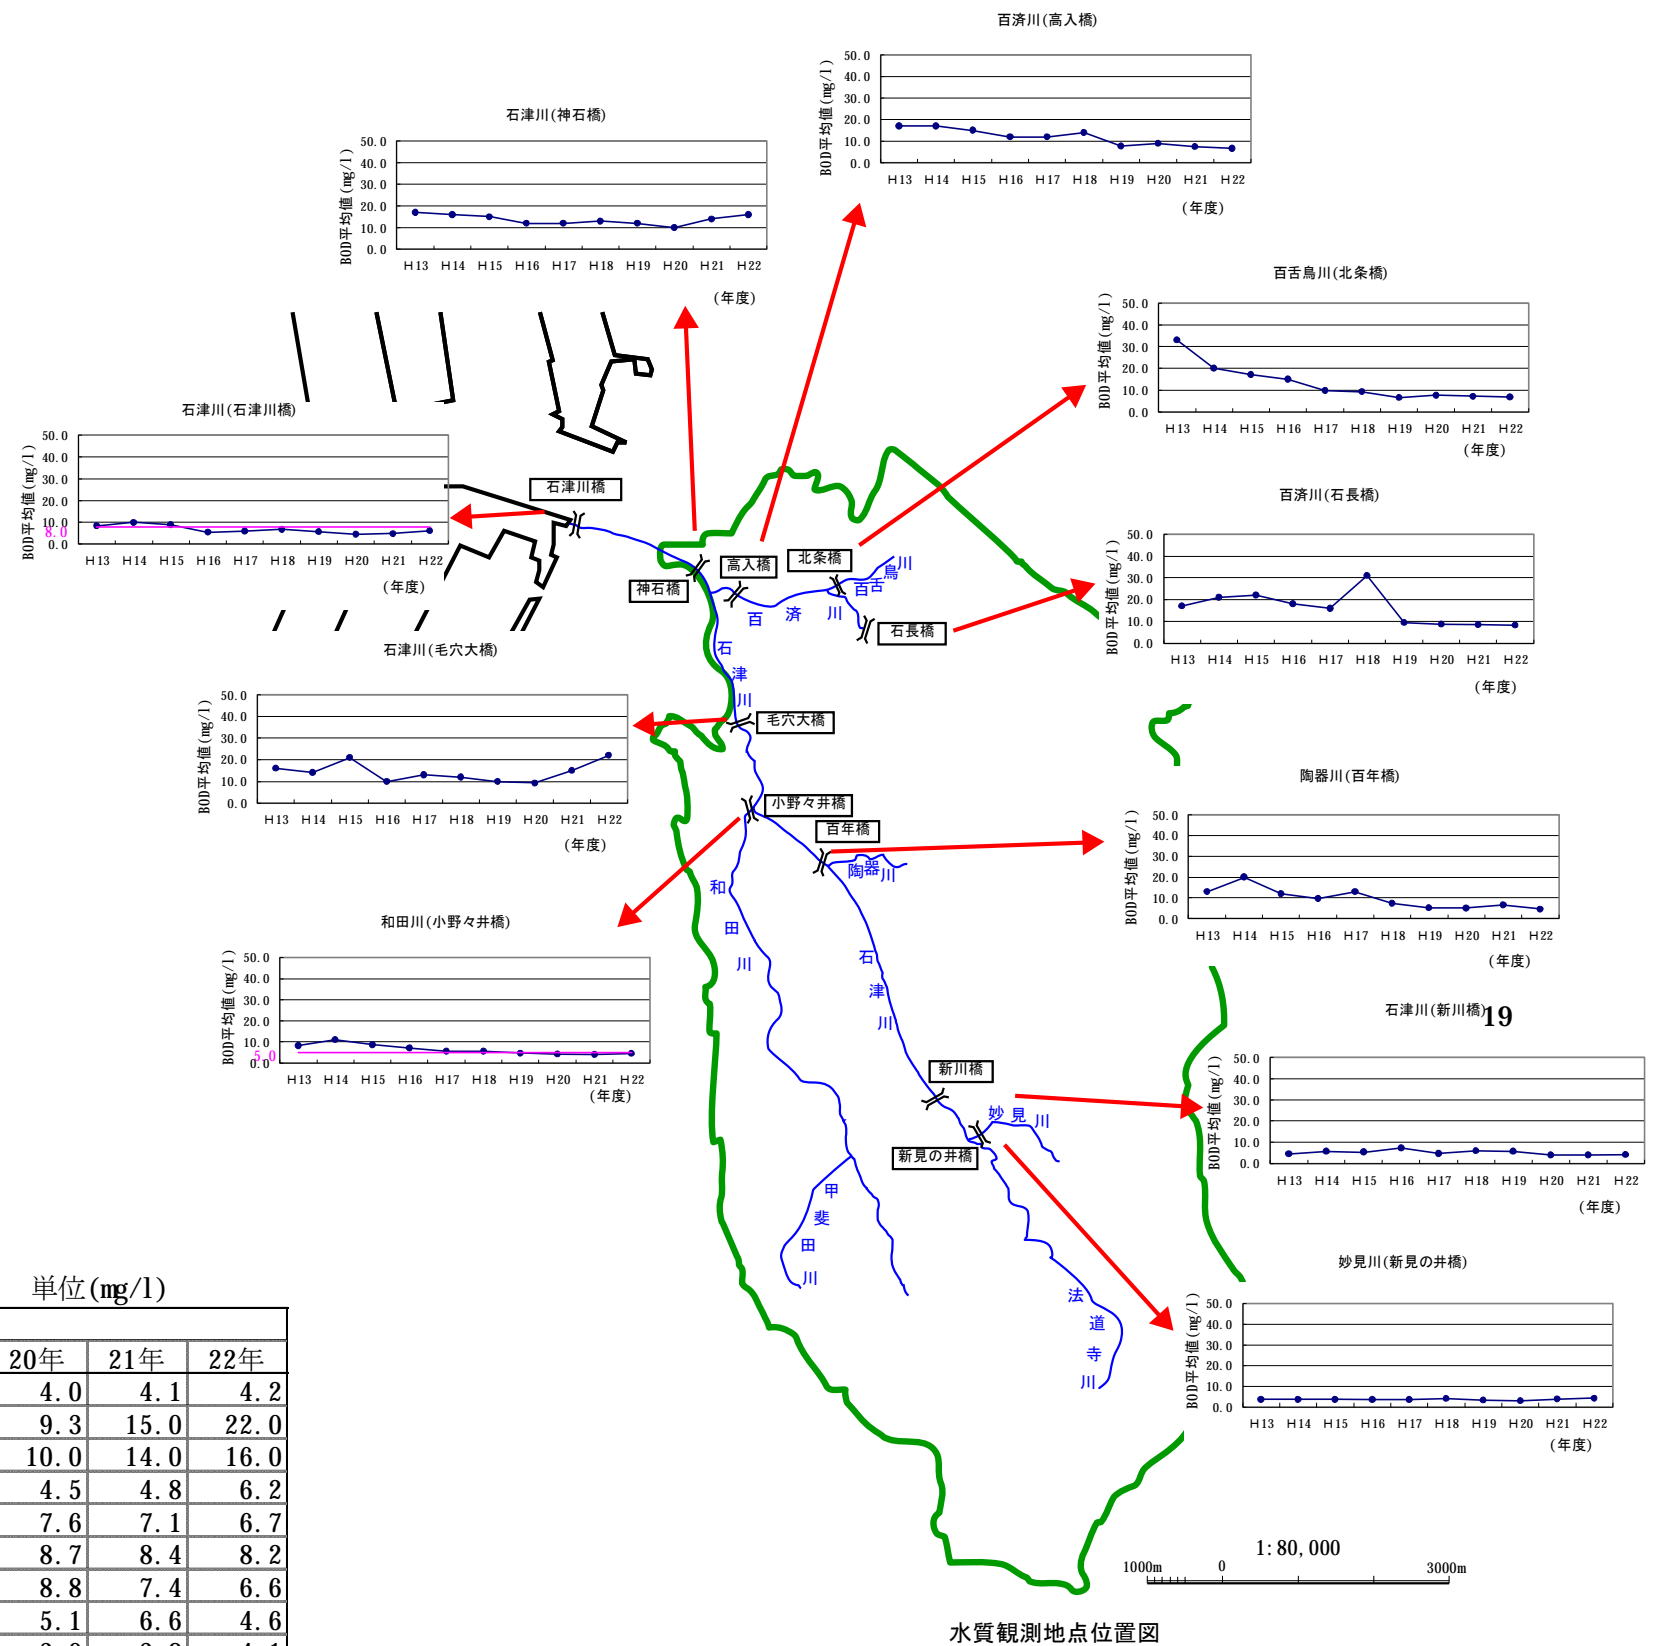 百済川(高入橋)
BOD平均値(mg/l)
50.0
40.0
30.0
20.0
10.0
0.0
H13 H14 H15 H16 H17 H18 H19 H20 H21 H22
(年度)
石津川(神石橋)
BOD平均値(mg/l)
50.0
40.0
30.0
20.0
10.0
0.0
H13 H14 H15 H16 H17 H18 H19 H20 H21 H22
(年度)
百舌鳥川(北条橋)
BOD平均値(mg/l)
50.0
40.0
30.0
20.0
10.0
0.0
H13 H14 H15 H16 H17 H18 H19 H20 H21 H22
(年度)
石津川(石津川橋)
BOD平均値(mg/l)
50.0
40.0
30.0
20.0
10.0
8.0
0.0
H13 H14 H15 H16 H17 H18 H19 H20 H21 H22
(年度)
百済川(石長橋)
BOD平均値(mg/l)
50.0
40.0
30.0
20.0
10.0
0.0
H13 H14 H15 H16 H17 H18 H19 H20 H21 H22
(年度)
石津川橋
神石橋
高入橋
北条橋
百舌鳥川
百済川
石長橋
石津川
毛穴大橋
石津川(毛穴大橋)
BOD平均値(mg/l)
50.0
40.0
30.0
20.0
10.0
0.0
H13 H14 H15 H16 H17 H18 H19 H20 H21 H22
(年度)
小野々井橋
百年橋
陶器川
陶器川(百年橋)
BOD平均値(mg/l)
50.0
40.0
30.0
20.0
10.0
0.0
H13 H14 H15 H16 H17 H18 H19 H20 H21 H22
(年度)
和田川(小野々井橋)
BOD平均値(mg/l)
50.0
40.0
30.0
20.0
10.0
5.0
0.0
H13 H14 H15 H16 H17 H18 H19 H20 H21 H22
(年度)
和田川
石津川
石津川(新川橋)
19
BOD平均値(mg/l)
50.0
40.0
30.0
20.0
10.0
0.0
H13 H14 H15 H16 H17 H18 H19 H20 H21 H22
(年度)
新川橋
妙見川
新見の井橋
甲斐田川
法道寺川
妙見川(新見の井橋)
BOD平均値(mg/l)
50.0
40.0
30.0
20.0
10.0
0.0
H13 H14 H15 H16 H17 H18 H19 H20 H21 H22
(年度)
単位(mg/l)
20年 21年 22年
4.0 4.1 4.2
9.3 15.0 22.0
10.0 14.0 16.0
4.5 4.8 6.2
7.6 7.1 6.7
8.7 8.4 8.2
8.8 7.4 6.6
5.1 6.6 4.6
1:80,000
1000m 0 3000m
水質観測地点位置図